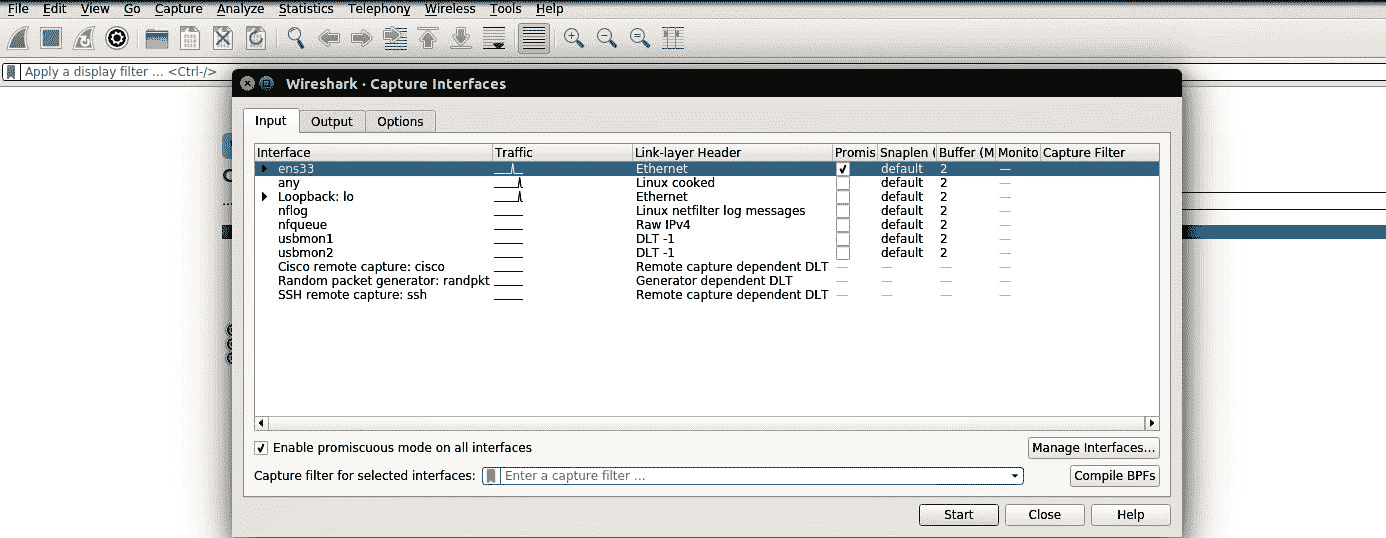 File Edit View Go Capture Analyze Statistics Telephony Wireless Tools Help
Apply a display filter ... <Ctrl-/>
Wireshark · Capture Interfaces
Input Output Options
Interface Traffic Link-layer Header Promis Snaplen ( Buffer (M Monito Capture Filter
ens33 Ethernet default 2 —
any Linux cooked default 2 —
Loopback: lo Ethernet default 2 —
nflog Linux netfilter log messages default 2 —
nfqueue Raw IPv4 default 2 —
usbmon1 DLT -1 default 2 —
usbmon2 DLT -1 default 2 —
Cisco remote capture: cisco Remote capture dependent DLT — — — —
Random packet generator: randpkt Generator dependent DLT — — — —
SSH remote capture: ssh Remote capture dependent DLT — — — —
Enable promiscuous mode on all interfaces Manage Interfaces...
Capture filter for selected interfaces: Enter a capture filter ... Compile BPFs
Start Close Help